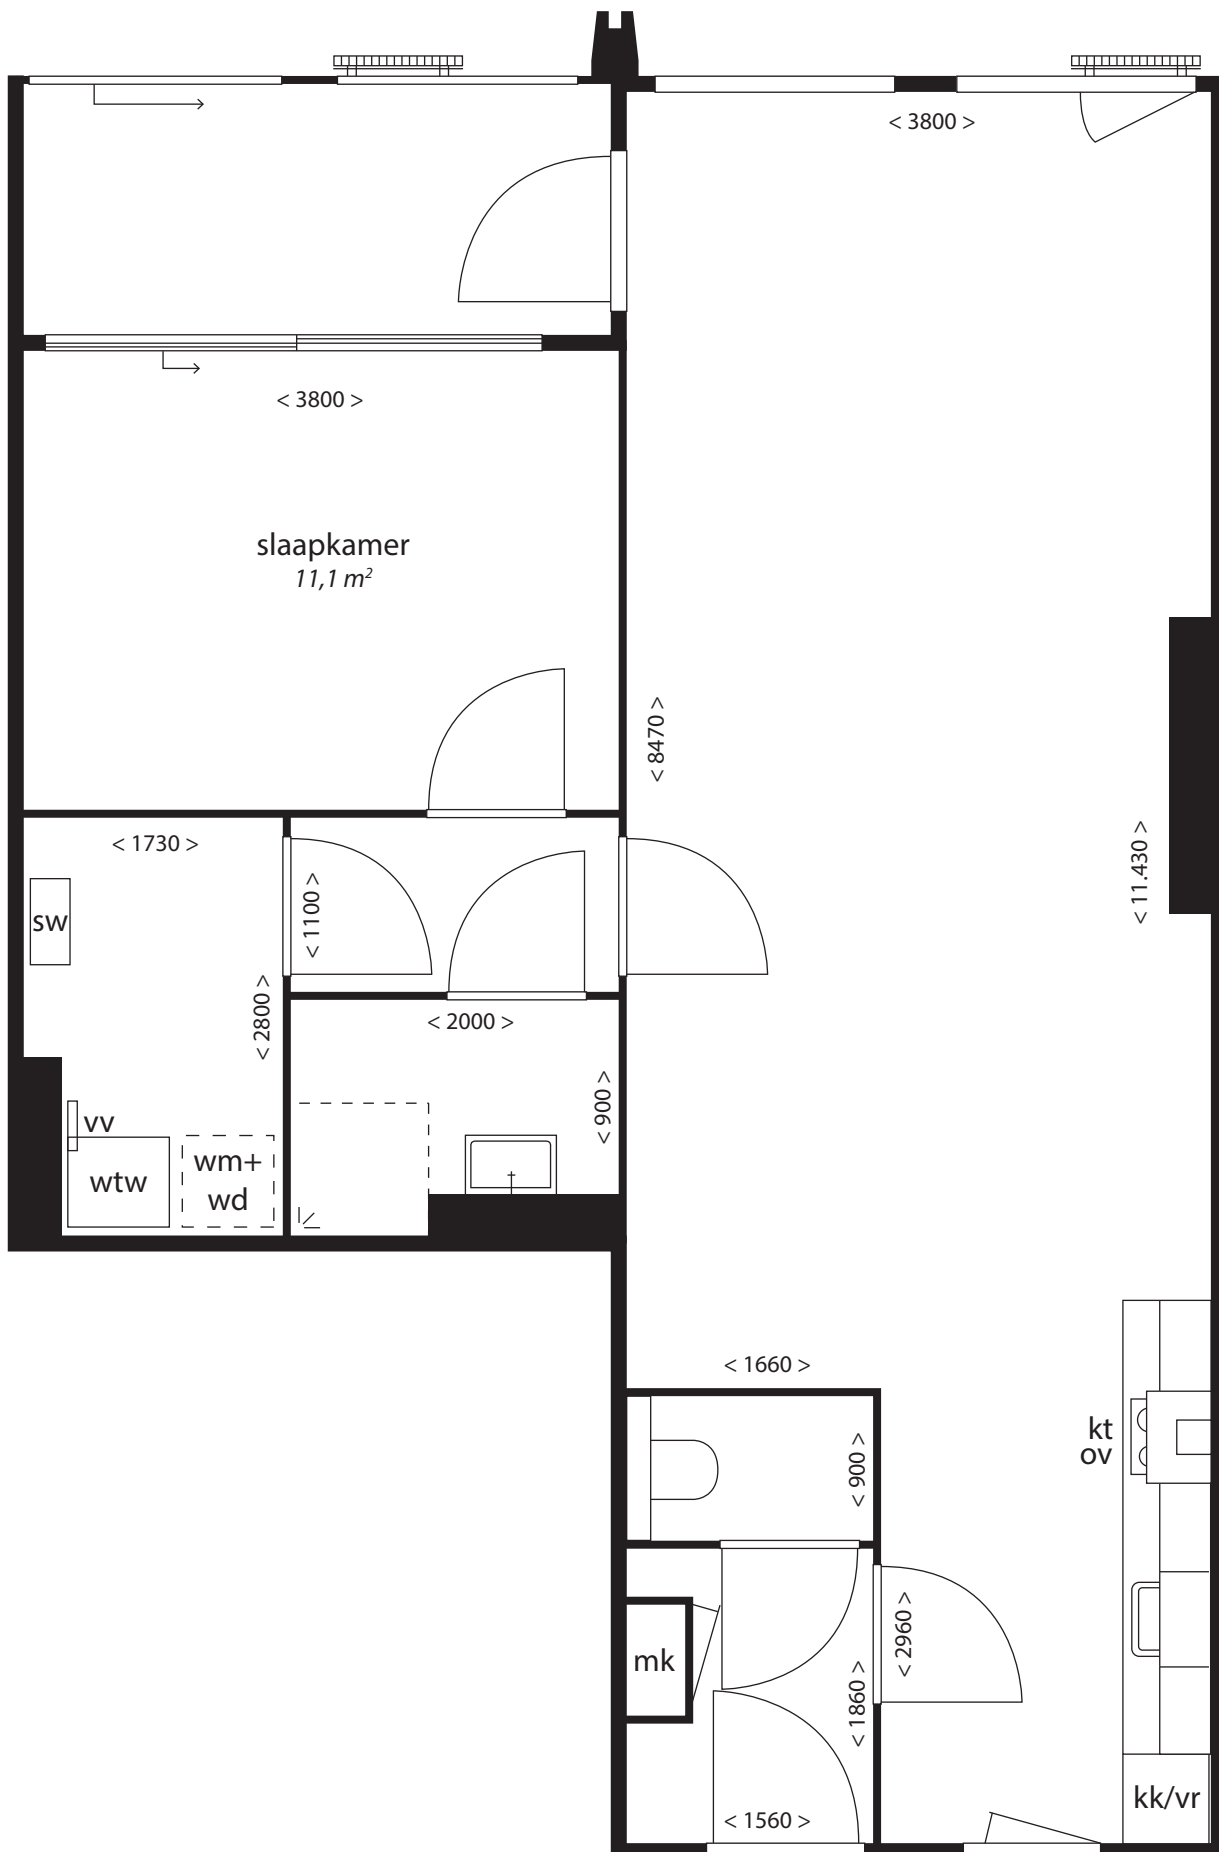 < 3800 >
< 3800 >
slaapkamer
11,1 m²
< 8470 >
< 11.430 >
< 1730 >
< 1100 >
sw
< 2800 >
< 2000 >
< 900 >
vv
wtw
wm+
wd
< 1660 >
kt
ov
< 900 >
< 2960 >
mk
< 1860 >
kk/vr
< 1560 >